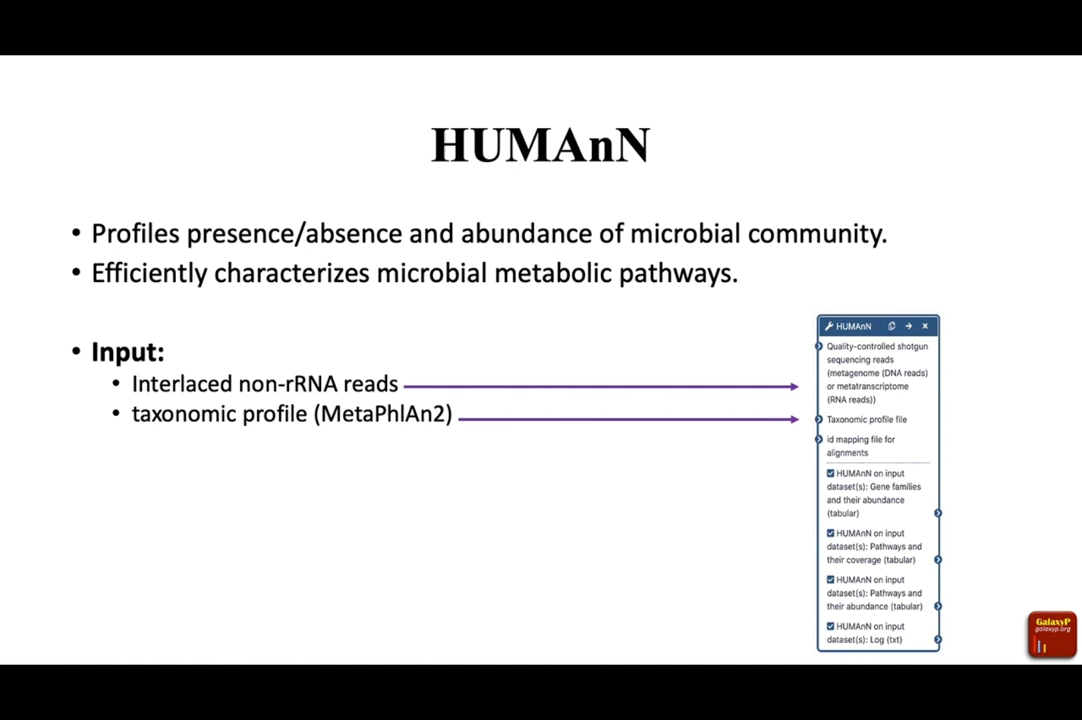 HUMAnN
• Profiles presence/absence and abundance of microbial community.
• Efficiently characterizes microbial metabolic pathways.
• Input:
• Interlaced non-rRNA reads
• taxonomic profile (MetaPhlAn2)
HUMAnN
Quality-controlled shotgun
sequencing reads
(metagenome (DNA reads)
or metatranscriptome
(RNA reads))
Taxonomic profile file
id mapping file for
alignments
HUMAnN on input
dataset(s): Gene families
and their abundance
(tabular)
HUMAnN on input
dataset(s): Pathways and
their coverage (tabular)
HUMAnN on input
dataset(s): Pathways and
their abundance (tabular)
HUMAnN on input
dataset(s): Log (txt)
GalaxyP
galaxyp.org